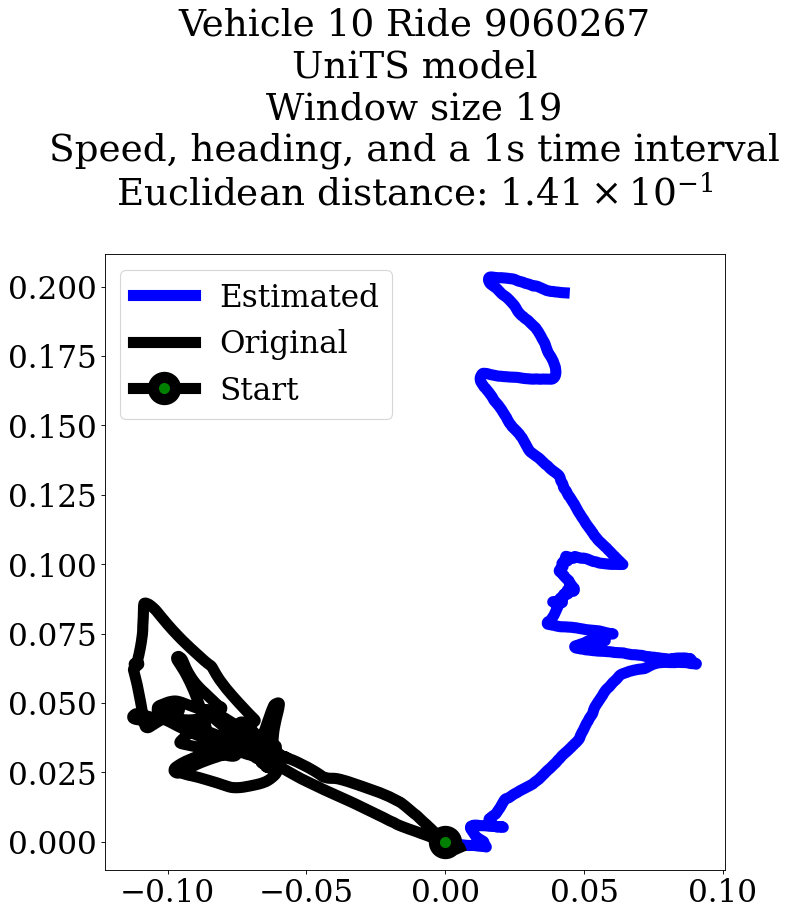 Vehicle 10 Ride 9060267
UniTS model
Window size 19
Speed, heading, and a 1s time interval
Euclidean distance: 1.41 × 10⁻¹
Estimated
Original
Start
0.200
0.175
0.150
0.125
0.100
0.075
0.050
0.025
0.000
−0.10 −0.05 0.00 0.05 0.10